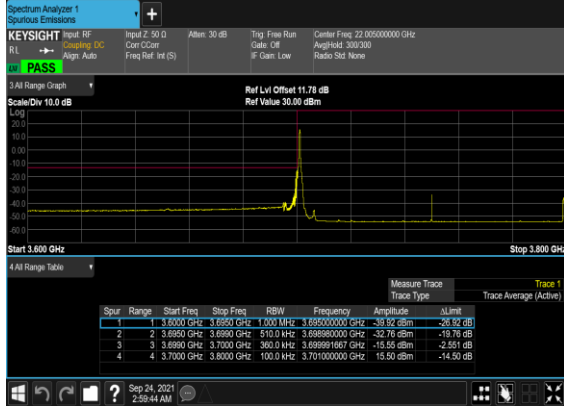 Spectrum Analyzer 1
Spurious Emissions
+
KEYSIGHT Input: RF Input Z: 50 Ω Atten: 30 dB Trig: Free Run Center Freq: 22.005000000 GHz
RL Coupling: DC Corr CCorr Gate: Off Avg|Hold: 300/300
Align: Auto Freq Ref: Int (S) IF Gain: Low Radio Std: None
PASS
3 All Range Graph Ref Lvl Offset 11.78 dB
Scale/Div 10.0 dB Ref Value 30.00 dBm
Log
20.0
10.0
0.00
-10.0
-20.0
-30.0
-40.0
-50.0
-60.0
Start 3.600 GHz Stop 3.800 GHz
4 All Range Table
Measure Trace Trace 1
Trace Type Trace Average (Active)
Spur Range Start Freq Stop Freq RBW Frequency Amplitude ΔLimit
1 1 3.6000 GHz 3.6950 GHz 1.000 MHz 3.695000000 GHz -39.92 dBm -26.92 dB
2 2 3.6950 GHz 3.6990 GHz 510.0 kHz 3.698980000 GHz -32.76 dBm -19.76 dB
3 3 3.6990 GHz 3.7000 GHz 360.0 kHz 3.699991667 GHz -15.55 dBm -2.551 dB
4 4 3.7000 GHz 3.8000 GHz 100.0 kHz 3.701000000 GHz 15.50 dBm -14.50 dB
? Sep 24, 2021
2:59:44 AM